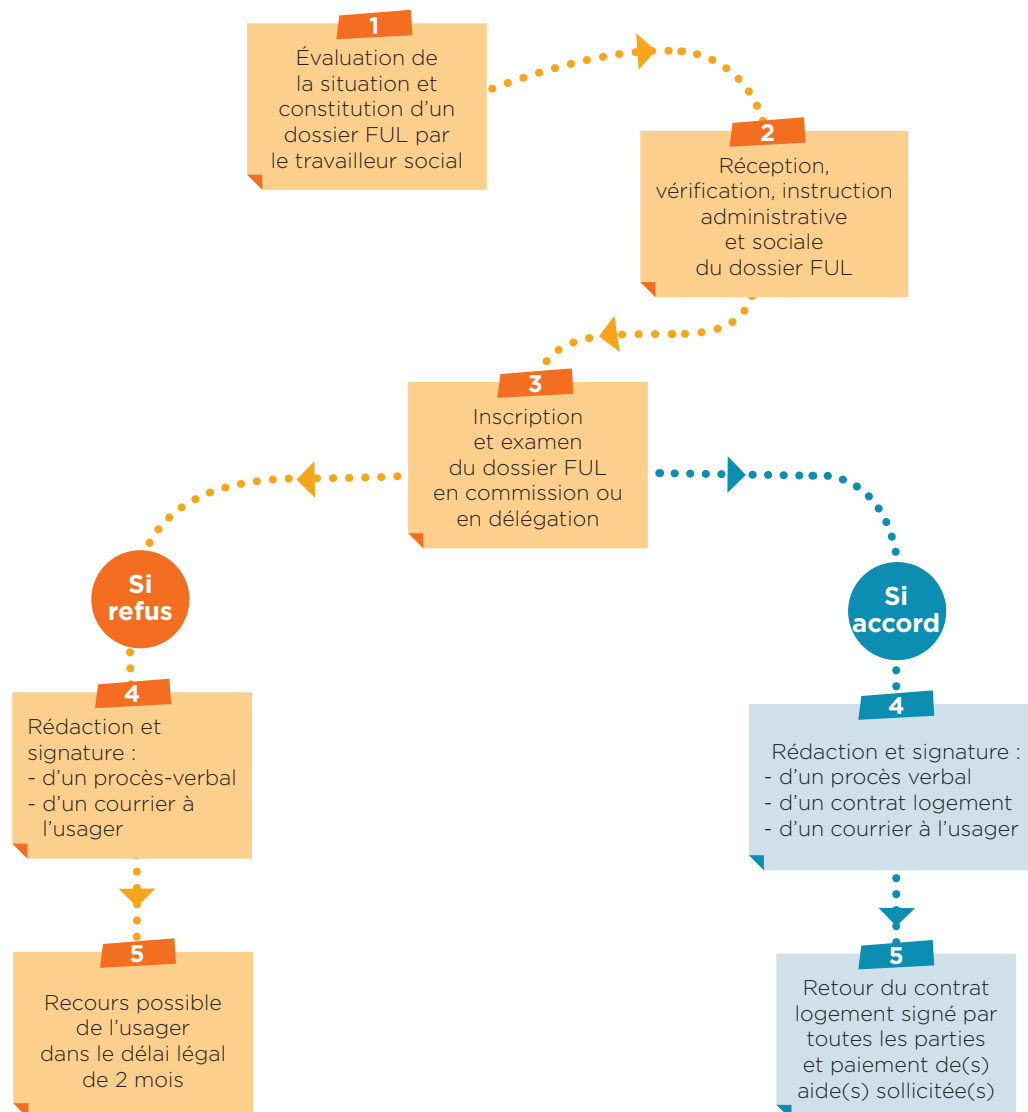 1
Évaluation de
la situation et
constitution d'un
dossier FUL par
le travailleur social
2
Réception,
vérification, instruction
administrative
et sociale
du dossier FUL
3
Inscription
et examen
du dossier FUL
en commission ou
en délégation
Si
refus
4
Rédaction et
signature :
- d'un procès-verbal
- d'un courrier à
l'usager
5
Recours possible
de l'usager
dans le délai légal
de 2 mois
Si
accord
4
Rédaction et signature :
- d'un procès verbal
- d'un contrat logement
- d'un courrier à l'usager
5
Retour du contrat
logement signé par
toutes les parties
et paiement de(s)
aide(s) sollicitée(s)